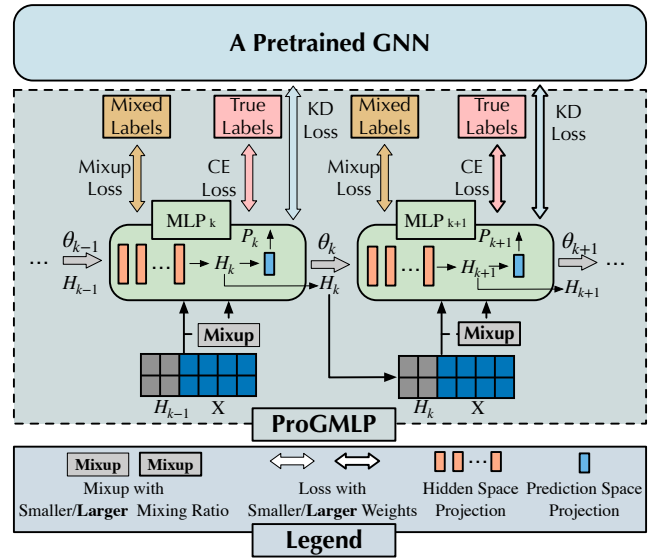 A Pretrained GNN
Mixed
Labels
True
Labels
KD
Loss
Mixed
Labels
True
Labels
KD
Loss
Mixup
Loss
CE
Loss
Mixup
Loss
CE
Loss
MLP k
MLP k+1
... θk-1 Hk-1
Hk Pk
θk Hk
Hk+1 Pk+1
θk+1 Hk+1 ...
Mixup
Mixup
Hk-1 X
Hk X
ProGMLP
Mixup Mixup
Mixup with
Smaller/Larger Mixing Ratio
Loss with
Smaller/Larger Weights
Hidden Space
Projection
Prediction Space
Projection
Legend